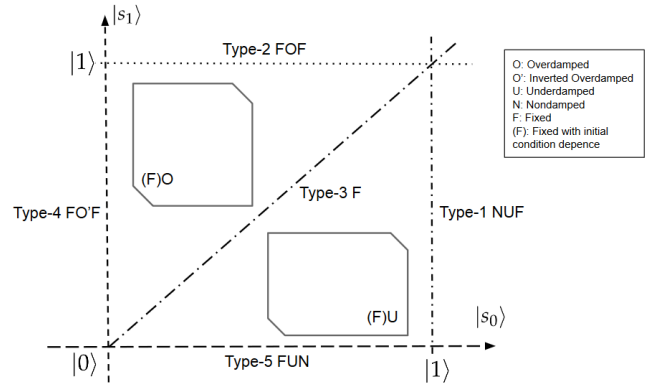 |s₁⟩
Type-2 FOF
|1⟩
O: Overdamped
O': Inverted Overdamped
U: Underdamped
N: Nondamped
F: Fixed
(F): Fixed with initial
condition depence
(F)O
Type-3 F
Type-4 FO'F
Type-1 NUF
(F)U
|s₀⟩
|0⟩
Type-5 FUN
|1⟩